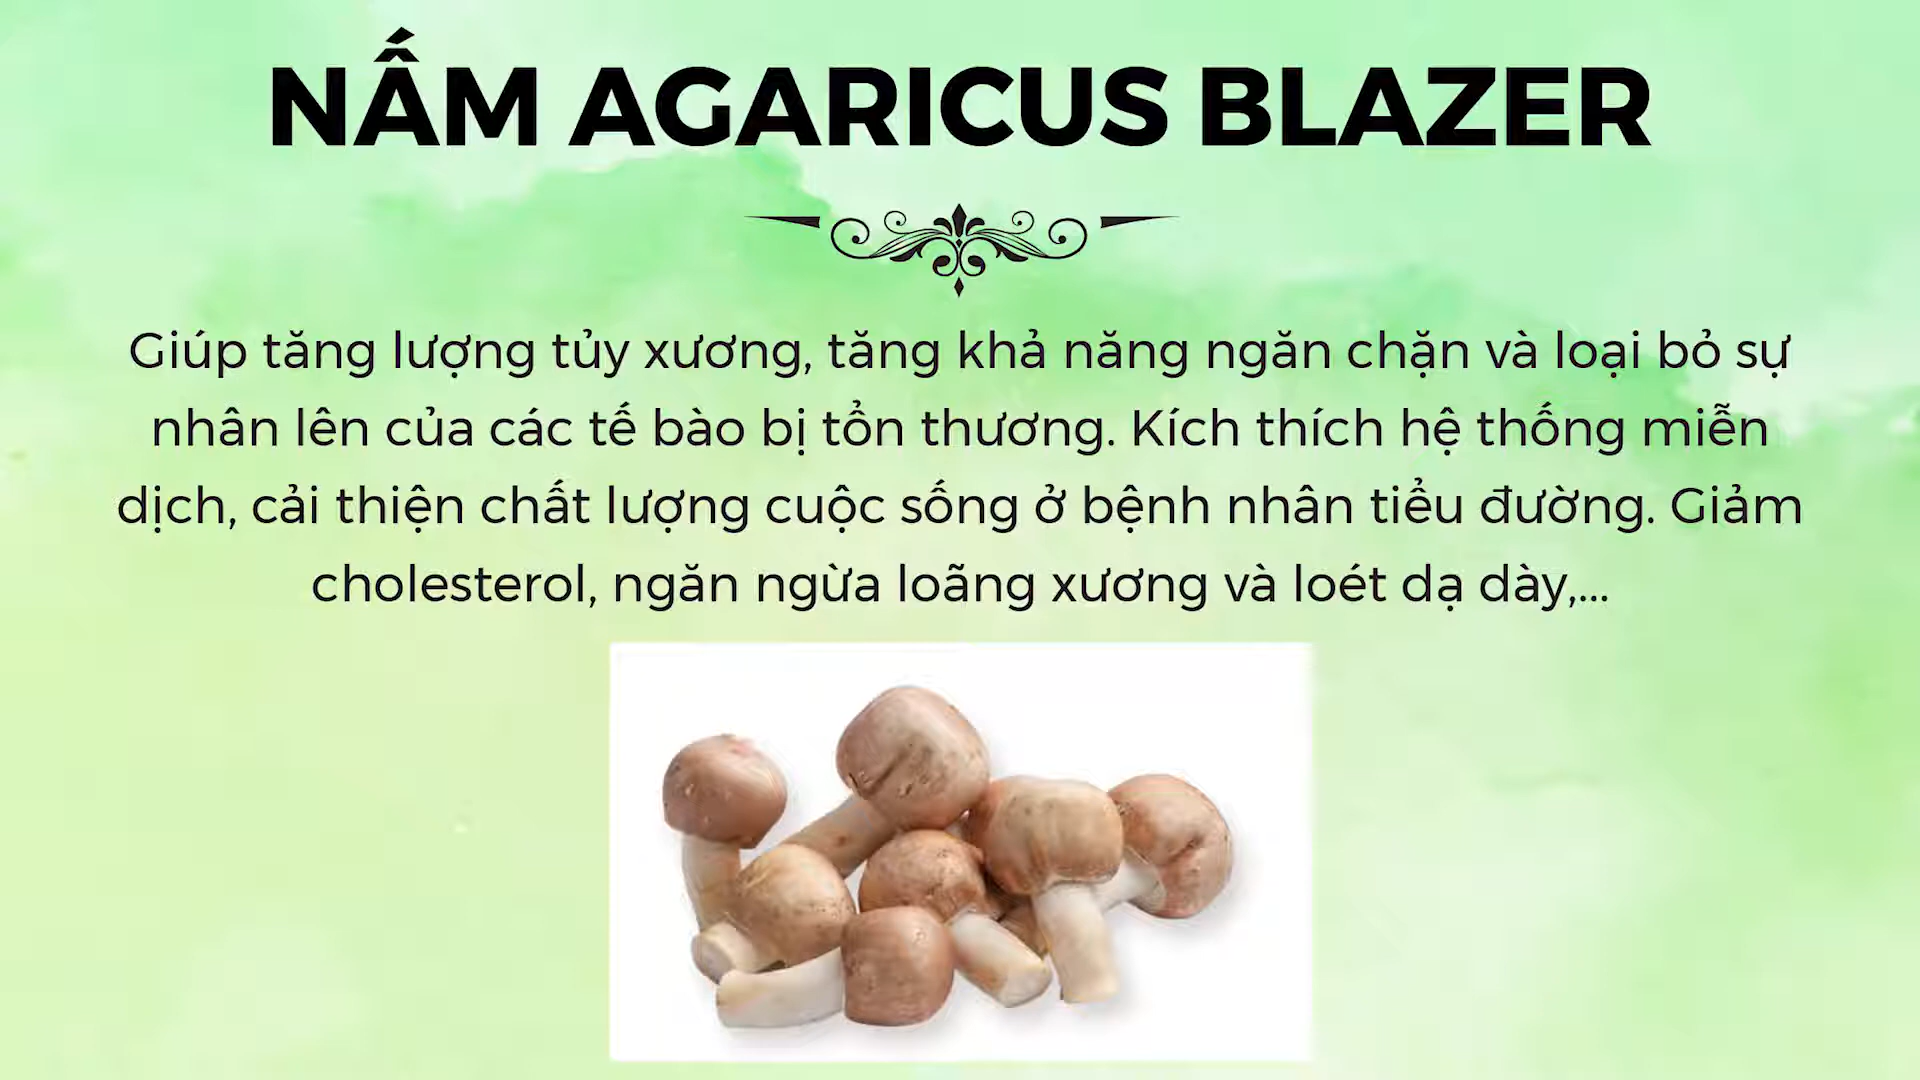 NẤM AGARICUS BLAZER
Giúp tăng lượng tủy xương, tăng khả năng ngăn chặn và loại bỏ sự
nhân lên của các tế bào bị tổn thương. Kích thích hệ thống miễn
dịch, cải thiện chất lượng cuộc sống ở bệnh nhân tiểu đường. Giảm
cholesterol, ngăn ngừa loãng xương và loét dạ dày,...